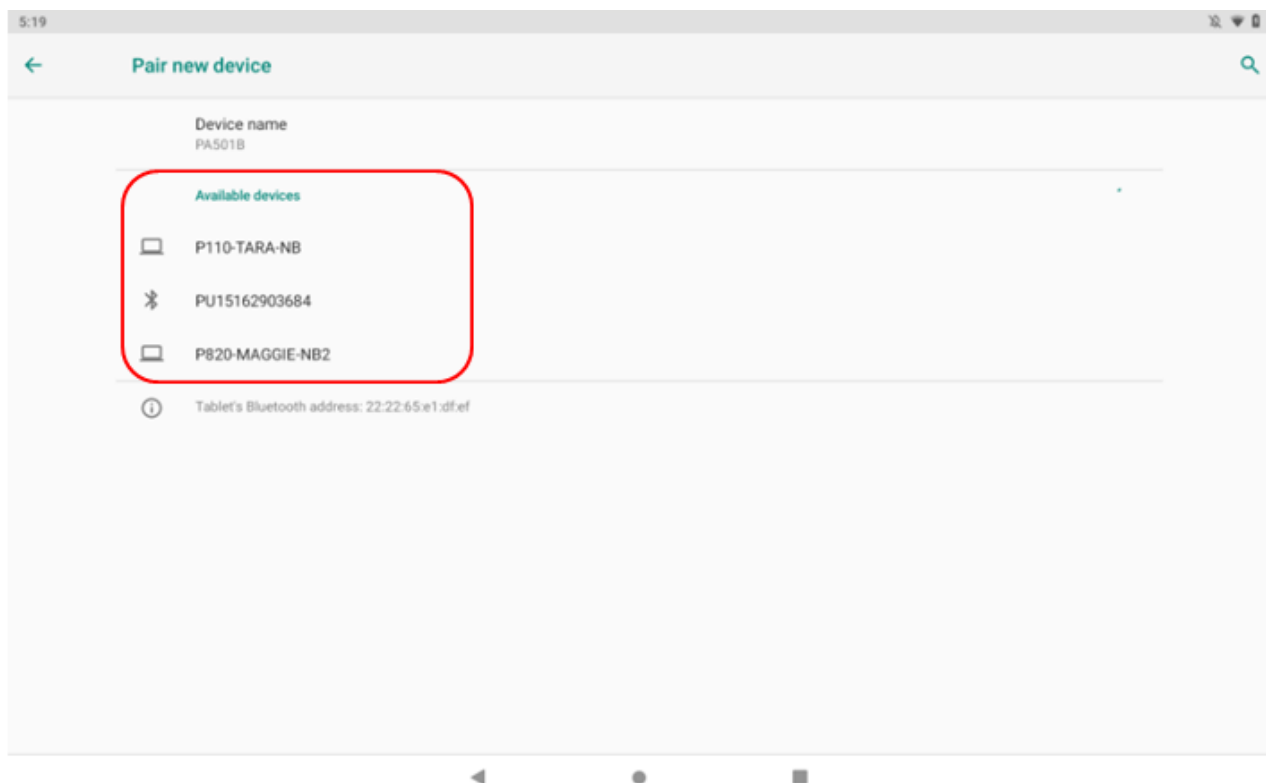 5:19
Pair new device
Device name
PA501B
Available devices
P110-TARA-NB
PU15162903684
P820-MAGGIE-NB2
Tablet's Bluetooth address: 22:22:65:e1:df:ef